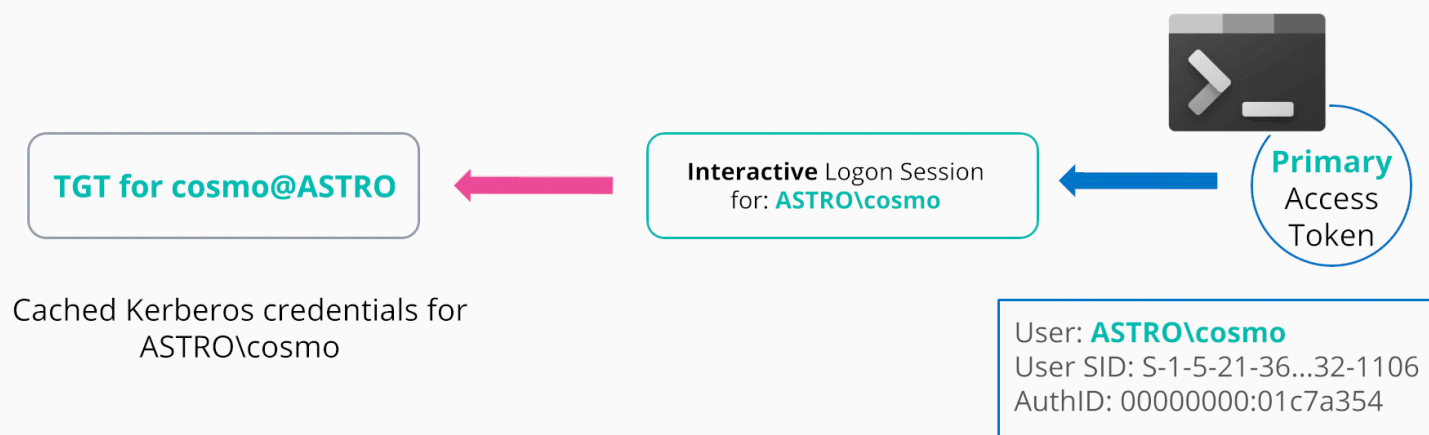 TGT for cosmo@ASTRO
Interactive Logon Session
for: ASTRO\cosmo
Primary
Access
Token
Cached Kerberos credentials for
ASTRO\cosmo
User: ASTRO\cosmo
User SID: S-1-5-21-36...32-1106
AuthID: 00000000:01c7a354